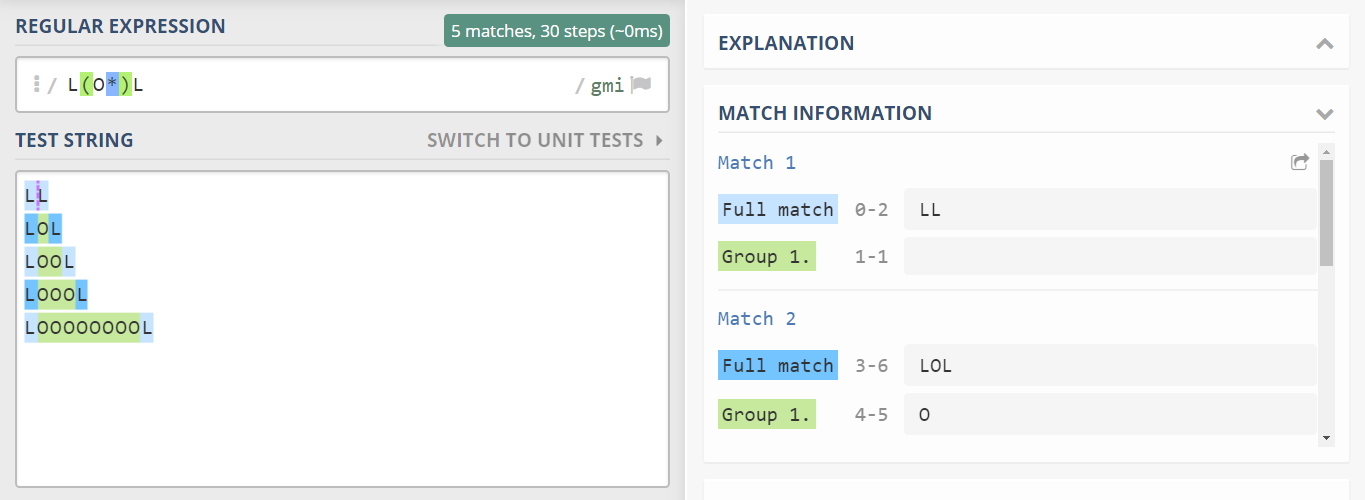 REGULAR EXPRESSION
5 matches, 30 steps (~0ms)
/ L(O*)L / gmi
TEST STRING
SWITCH TO UNIT TESTS
LL
LOL
LOOL
LOOOL
LOOOOOOOOL
EXPLANATION
MATCH INFORMATION
Match 1
Full match 0-2 LL
Group 1. 1-1
Match 2
Full match 3-6 LOL
Group 1. 4-5 O